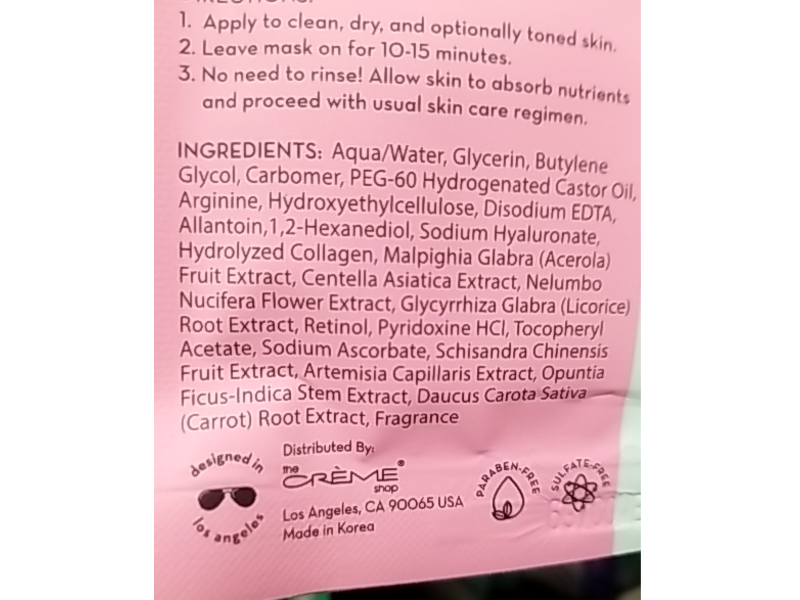 1. Apply to clean, dry, and optionally toned skin.
2. Leave mask on for 10-15 minutes.
3. No need to rinse! Allow skin to absorb nutrients
and proceed with usual skin care regimen.
INGREDIENTS: Aqua/Water, Glycerin, Butylene
Glycol, Carbomer, PEG-60 Hydrogenated Castor Oil,
Arginine, Hydroxyethylcellulose, Disodium EDTA,
Allantoin,1,2-Hexanediol, Sodium Hyaluronate,
Hydrolyzed Collagen, Malpighia Glabra (Acerola)
Fruit Extract, Centella Asiatica Extract, Nelumbo
Nucifera Flower Extract, Glycyrrhiza Glabra (Licorice)
Root Extract, Retinol, Pyridoxine HCl, Tocopheryl
Acetate, Sodium Ascorbate, Schisandra Chinensis
Fruit Extract, Artemisia Capillaris Extract, Opuntia
Ficus-Indica Stem Extract, Daucus Carota Sativa
(Carrot) Root Extract, Fragrance
designed in
los angeles
Distributed By:
the
CRÈME®
shop
Los Angeles, CA 90065 USA
Made in Korea
PARABEN-FREE
SULFATE-FREE